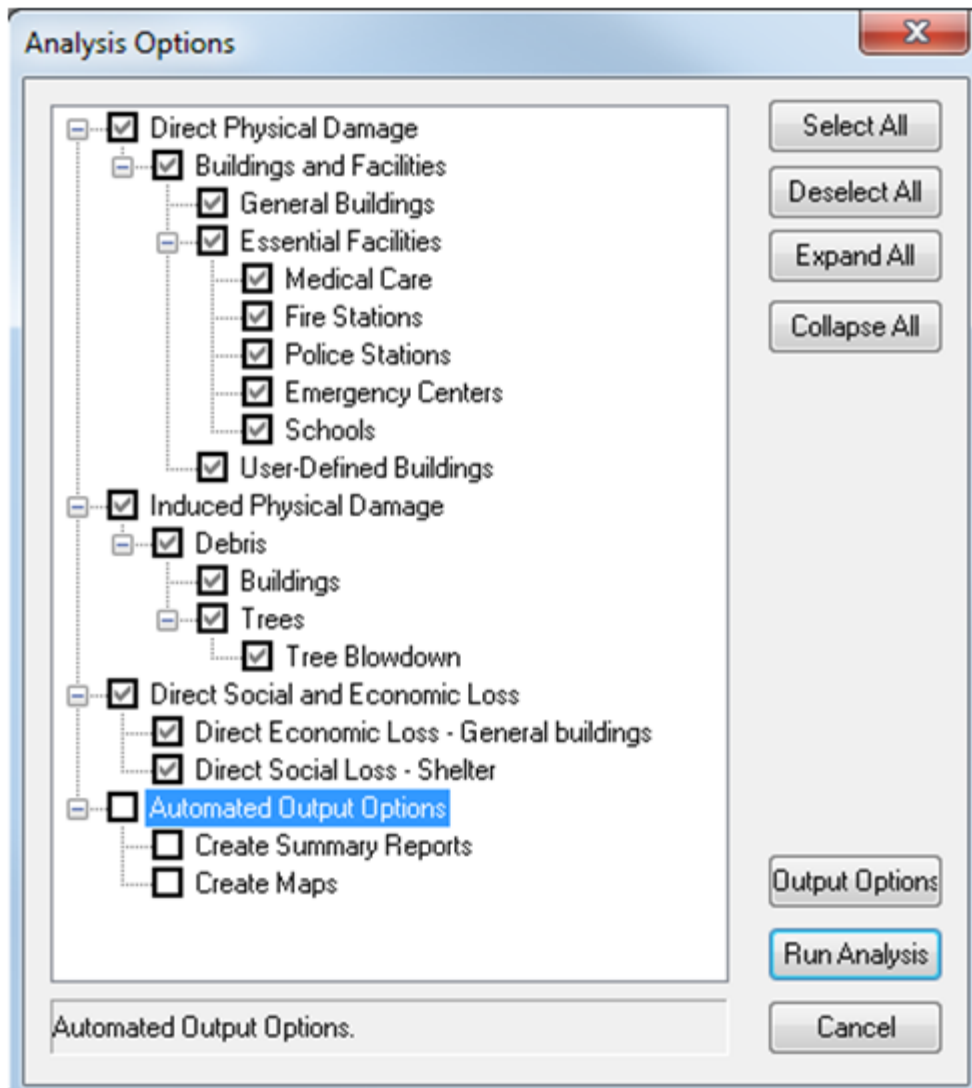 Analysis Options
Direct Physical Damage
Buildings and Facilities
General Buildings
Essential Facilities
Medical Care
Fire Stations
Police Stations
Emergency Centers
Schools
User-Defined Buildings
Induced Physical Damage
Debris
Buildings
Trees
Tree Blowdown
Direct Social and Economic Loss
Direct Economic Loss - General buildings
Direct Social Loss - Shelter
Automated Output Options
Create Summary Reports
Create Maps
Automated Output Options.
Select All
Deselect All
Expand All
Collapse All
Output Options
Run Analysis
Cancel